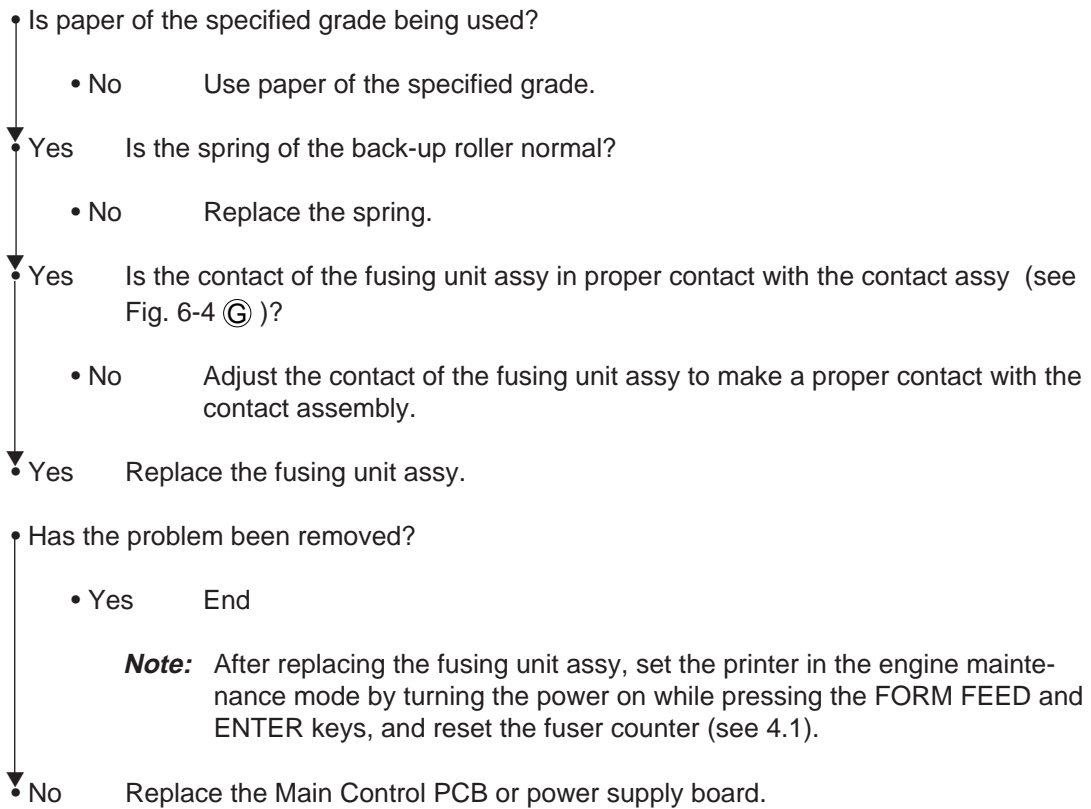 • Is paper of the specified grade being used?
• No Use paper of the specified grade.
• Yes Is the spring of the back-up roller normal?
• No Replace the spring.
• Yes Is the contact of the fusing unit assy in proper contact with the contact assy (see
Fig. 6-4 Ⓖ )?
• No Adjust the contact of the fusing unit assy to make a proper contact with the
contact assembly.
• Yes Replace the fusing unit assy.
• Has the problem been removed?
• Yes End
Note: After replacing the fusing unit assy, set the printer in the engine mainte-
nance mode by turning the power on while pressing the FORM FEED and
ENTER keys, and reset the fuser counter (see 4.1).
• No Replace the Main Control PCB or power supply board.